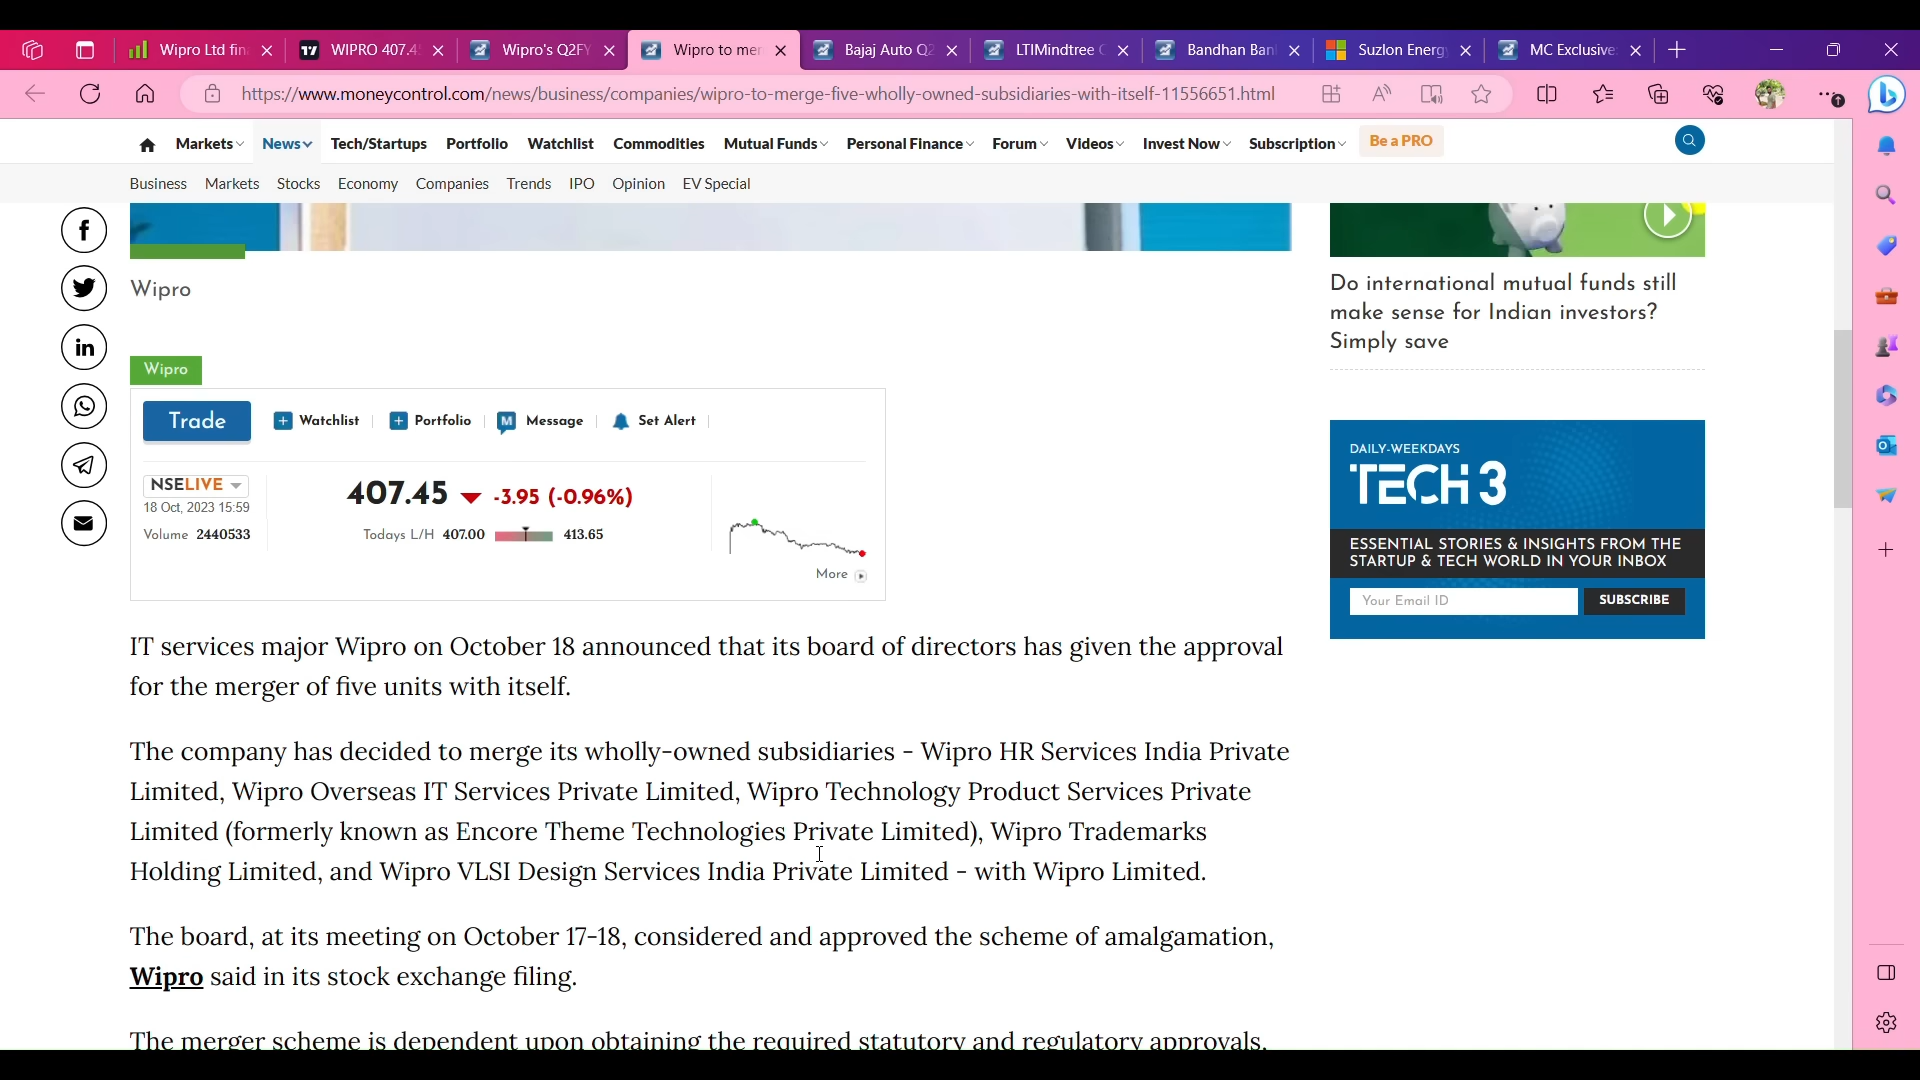 Wipro Ltd fin
WIPRO 407.4
Wipro's Q2FY
Wipro to mer
Bajaj Auto Q2
LTIMindtree
Bandhan Ban
Suzlon Energ
MC Exclusive
https://www.moneycontrol.com/news/business/companies/wipro-to-merge-five-wholly-owned-subsidiaries-with-itself-11556651.html
Markets News Tech/Startups Portfolio Watchlist Commodities Mutual Funds Personal Finance Forum Videos Invest Now Subscription Be a PRO
Business Markets Stocks Economy Companies Trends IPO Opinion EV Special
Wipro
Do international mutual funds still
make sense for Indian investors?
Simply save
Wipro
Trade Watchlist Portfolio M Message Set Alert
NSELIVE
18 Oct, 2023 15:59
Volume 2440533
407.45 -3.95 (-0.96%)
Todays L/H 407.00 413.65
More
DAILY-WEEKDAYS
TECH 3
ESSENTIAL STORIES & INSIGHTS FROM THE
STARTUP & TECH WORLD IN YOUR INBOX
Your Email ID SUBSCRIBE
IT services major Wipro on October 18 announced that its board of directors has given the approval
for the merger of five units with itself.
The company has decided to merge its wholly-owned subsidiaries - Wipro HR Services India Private
Limited, Wipro Overseas IT Services Private Limited, Wipro Technology Product Services Private
Limited (formerly known as Encore Theme Technologies Private Limited), Wipro Trademarks
Holding Limited, and Wipro VLSI Design Services India Private Limited - with Wipro Limited.
The board, at its meeting on October 17-18, considered and approved the scheme of amalgamation,
Wipro said in its stock exchange filing.
The merger scheme is dependent upon obtaining the required statutory and regulatory approvals.